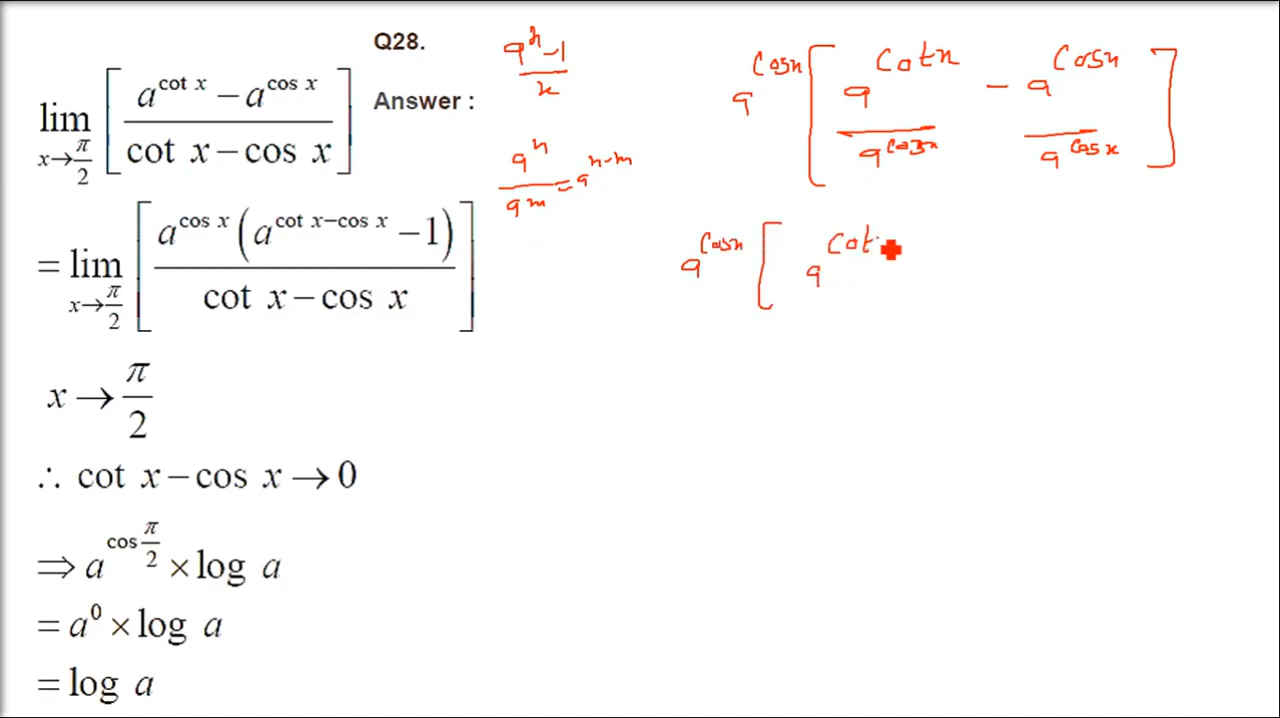 Q28.
lim x→π/2 [ (a^(cot x) − a^(cos x)) / (cot x − cos x) ]
Answer :
= lim x→π/2 [ a^(cos x) ( a^(cot x − cos x) − 1 ) / (cot x − cos x) ]
x → π/2
∴ cot x − cos x → 0
⇒ a^(cos π/2) × log a
= a^0 × log a
= log a
(a^x − 1) / x
a^n / a^m = a^(n−m)
a^(cos x) [ a^(cot x) / a^(cos x) − a^(cos x) / a^(cos x) ]
a^(cos x) [ a^(cot